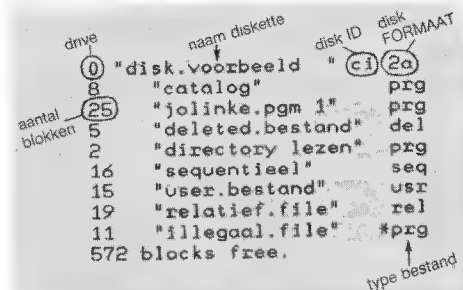 drive
naam diskette
disk ID
disk
FORMAAT
0 "disk.voorbeeld " ci 2a
8 "catalog" prg
25 "jolinke.pgm 1" prg
aantal
blokken
5 "deleted.bestand" del
2 "directory lezen" prg
16 "sequentieel" seq
15 "user.bestand" usr
19 "relatief.file" rel
11 "illegaal.file" *prg
572 blocks free.
type bestand